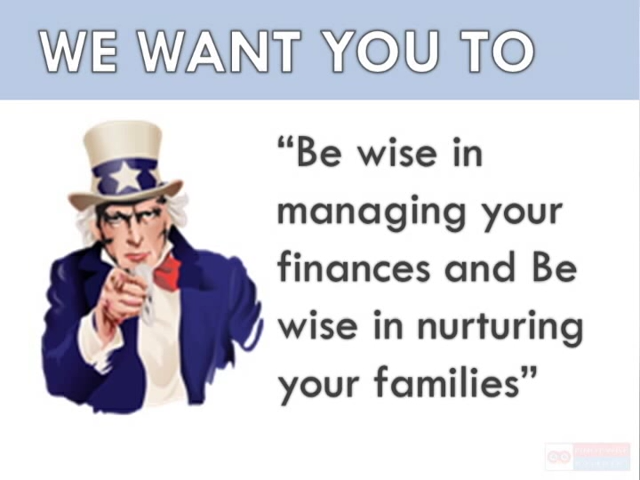 WE WANT YOU TO
“Be wise in
managing your
finances and Be
wise in nurturing
your families”